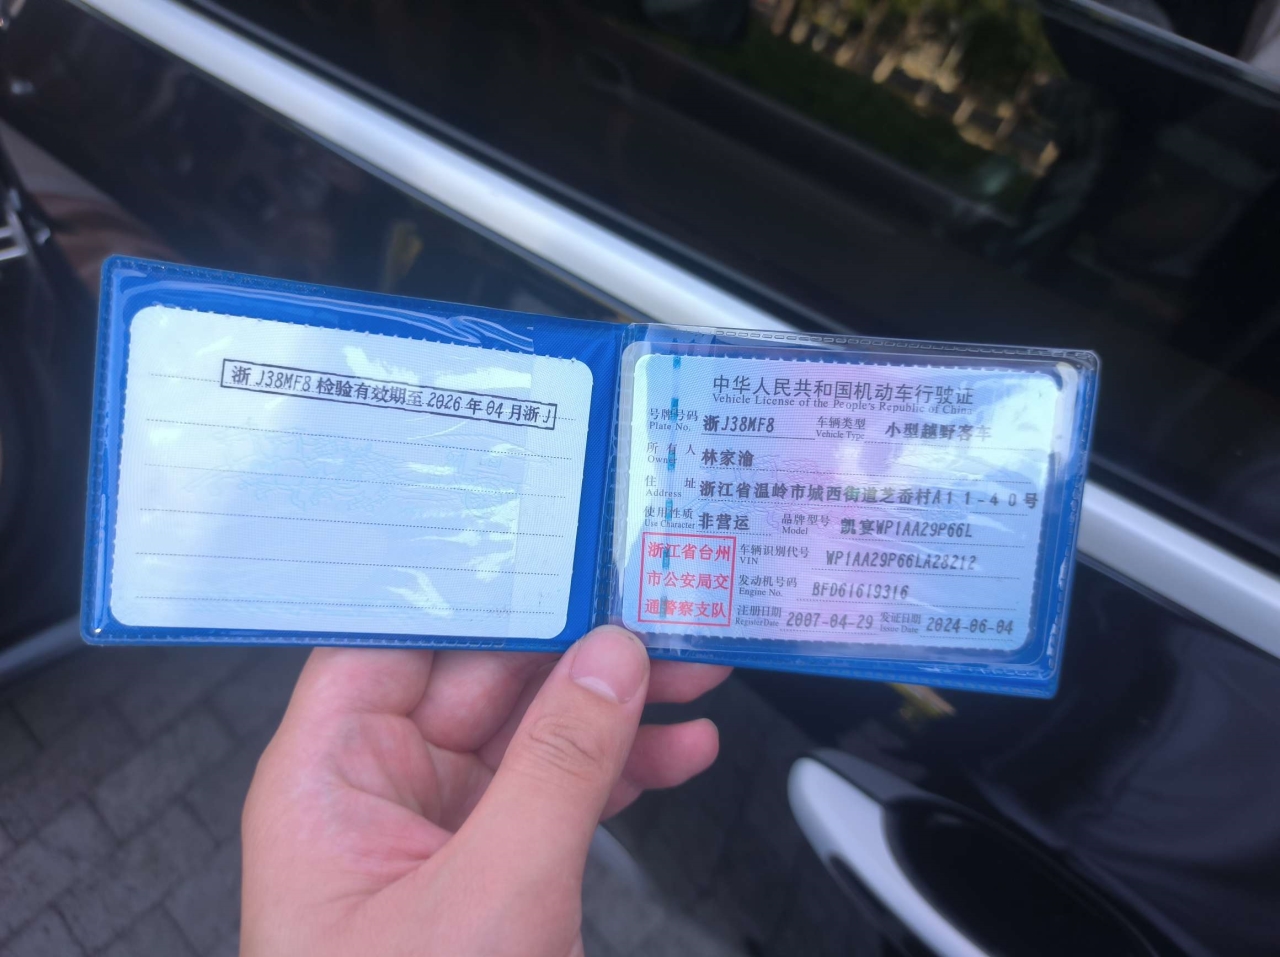 浙J38MF8检验有效期至2026年04月浙J
中华人民共和国机动车行驶证
Vehicle License of the People's Republic of China
号牌号码 浙J38MF8 车辆类型 小型越野客车
Plate No. Vehicle Type
所有人 林家渝
Owner
住址 浙江省温岭市城西街道芝岙村A11-40号
Address
使用性质 非营运 品牌型号 凯宴WP1AA29P66L
Use Character Model
浙江省台州
市公安局交
通警察支队
车辆识别代号 WP1AA29P66LA28212
VIN
发动机号码 BFD61619316
Engine No.
注册日期 2007-04-29 发证日期 2024-06-04
Register Date Issue Date